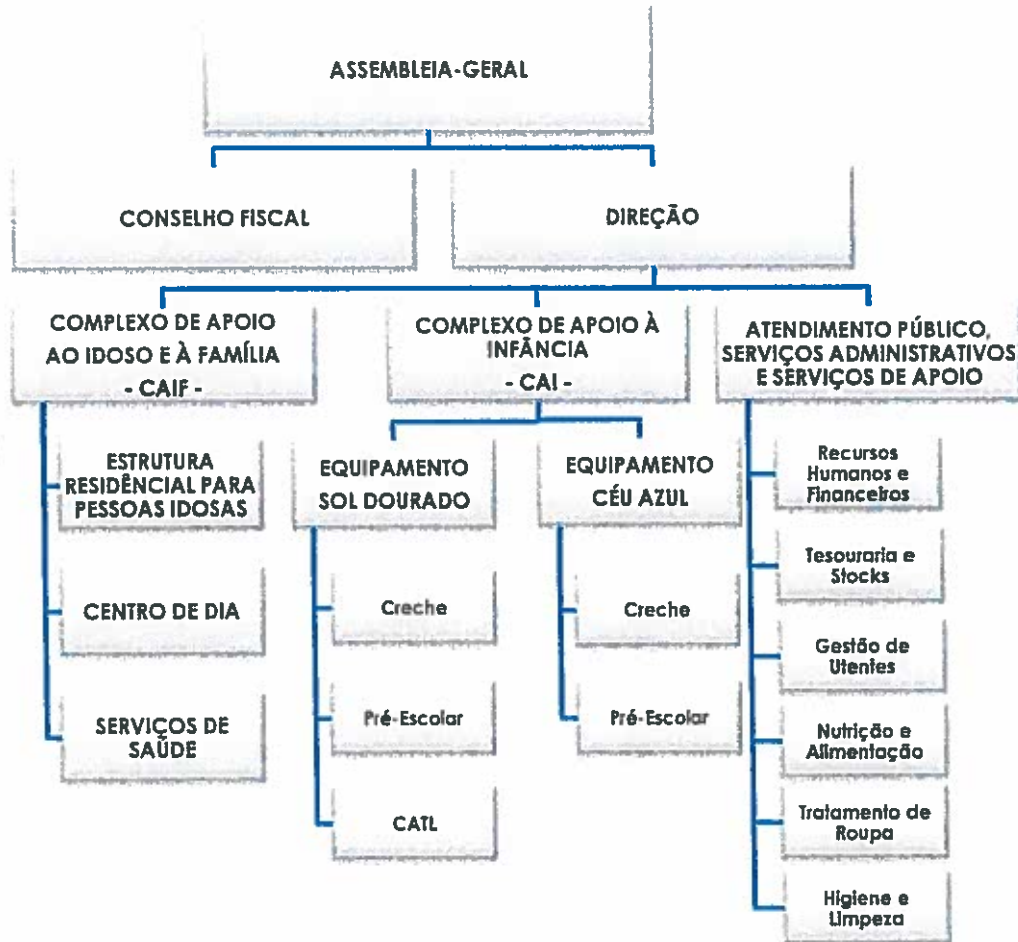 ASSEMBLEIA-GERAL
CONSELHO FISCAL
DIREÇÃO
COMPLEXO DE APOIO
AO IDOSO E À FAMÍLIA
- CAIF -
ESTRUTURA
RESIDÊNCIAL PARA
PESSOAS IDOSAS
CENTRO DE DIA
SERVIÇOS DE
SAÚDE
COMPLEXO DE APOIO À
INFÂNCIA
- CAI -
EQUIPAMENTO
SOL DOURADO
Creche
Pré-Escolar
CATL
EQUIPAMENTO
CÉU AZUL
Creche
Pré-Escolar
ATENDIMENTO PÚBLICO,
SERVIÇOS ADMINISTRATIVOS
E SERVIÇOS DE APOIO
Recursos
Humanos e
Financeiros
Tesouraria e
Stocks
Gestão de
Utentes
Nutrição e
Alimentação
Tratamento de
Roupa
Higiene e
Limpeza